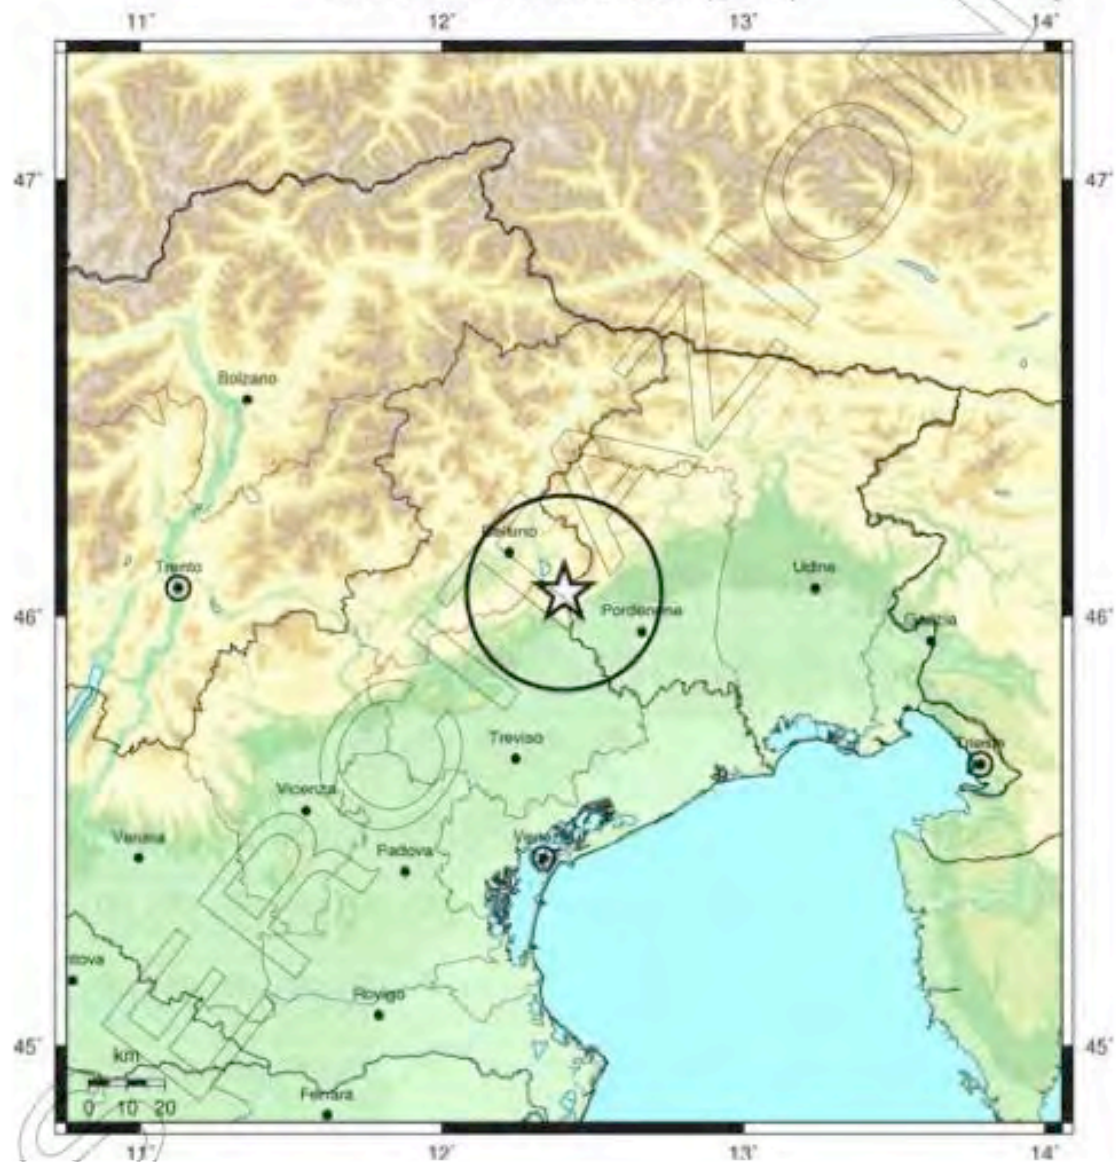 11° 12° 13° 14°
47° 47°
Bolzano
Belluno
Trento
Udine
46° 46°
Pordenone
Gorizia
Treviso
Trieste
Vicenza
Verona
Padova
Venezia
ntova
Rovigo
45° 45°
km
0 10 20
Ferrara
11° 12° 13° 14°